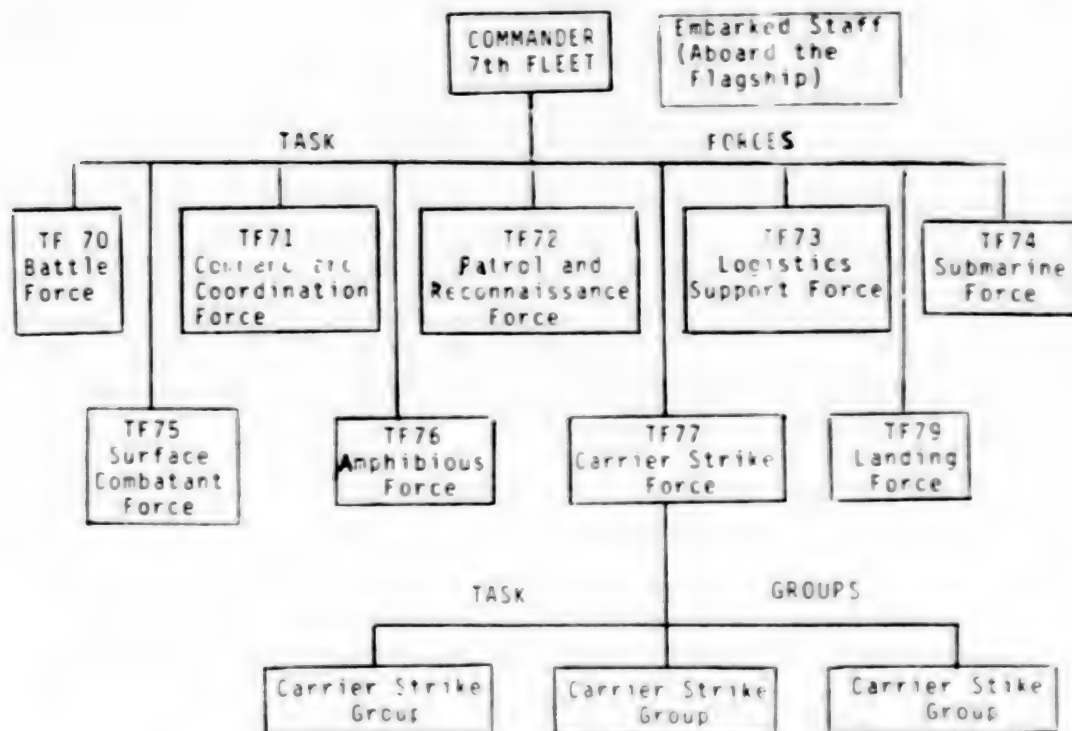 COMMANDER
7th FLEET
Embarked Staff
(Aboard the
Flagship)
TASK FORCES
TF 70
Battle
Force
TF71
Coordination
Force
TF72
Patrol and
Reconnaissance
Force
TF73
Logistics
Support Force
TF74
Submarine
Force
TF75
Surface
Combatant
Force
TF76
Amphibious
Force
TF77
Carrier Strike
Force
TF79
Landing
Force
TASK GROUPS
Carrier Strike
Group
Carrier Strike
Group
Carrier Stike
Group